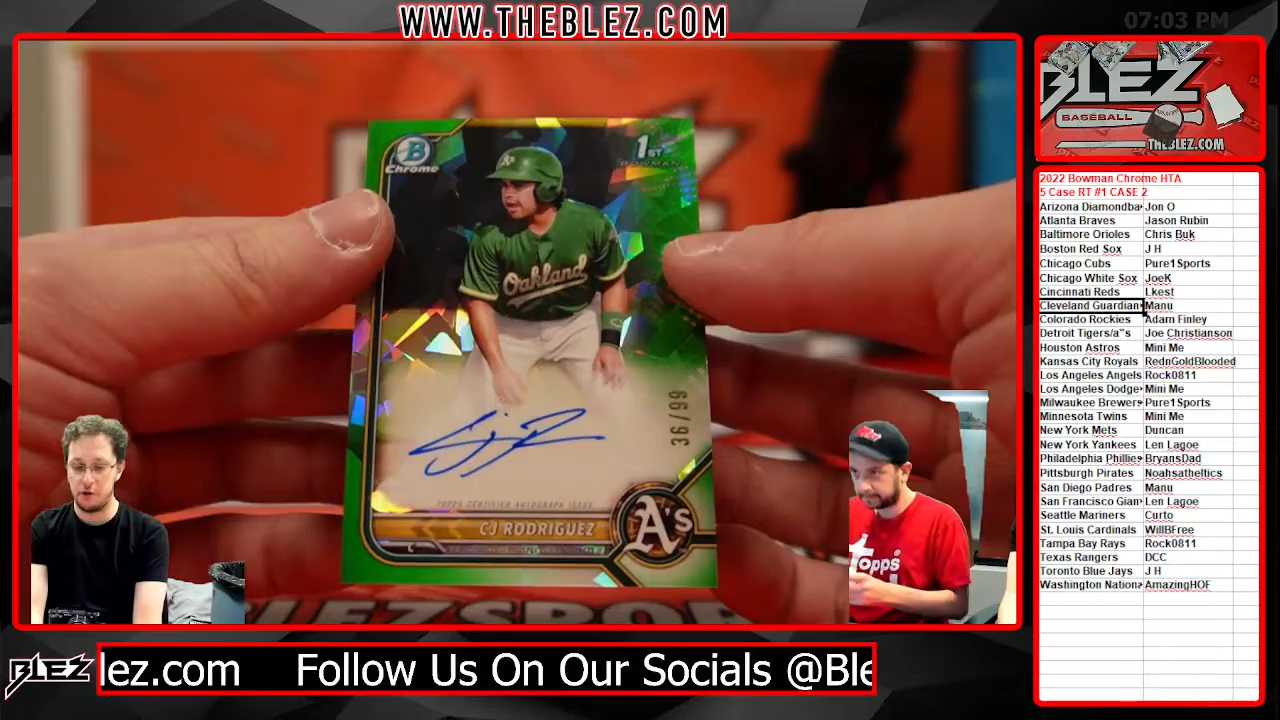 WWW.THEBLEZ.COM
07:03 PM
BLEZ
BASEBALL
THEBLEZ.COM
B
Chrome
1ST
BOWMAN
A's
Oakland
36/99
TOPPS CERTIFIED AUTOGRAPH ISSUE
CJ RODRIGUEZ
C
A's
topps
2022 Bowman Chrome HTA
5 Case RT #1 CASE 2
Arizona Diamondba Jon O
Atlanta Braves Jason Rubin
Baltimore Orioles Chris Buk
Boston Red Sox J H
Chicago Cubs Pure1Sports
Chicago White Sox JoeK
Cincinnati Reds Lkest
Cleveland Guardian Manu
Colorado Rockies Adam Finley
Detroit Tigers/a"s Joe Christianson
Houston Astros Mini Me
Kansas City Royals RednGoldBlooded
Los Angeles Angels Rock0811
Los Angeles Dodge Mini Me
Milwaukee Brewers Pure1Sports
Minnesota Twins Mini Me
New York Mets Duncan
New York Yankees Len Lagoe
Philadelphia Phillie BryansDad
Pittsburgh Pirates Noahsatheltics
San Diego Padres Manu
San Francisco Gian Len Lagoe
Seattle Mariners Curto
St. Louis Cardinals WillBFree
Tampa Bay Rays Rock0811
Texas Rangers DCC
Toronto Blue Jays J H
Washington Nationa AmazingHOF
BLEZ lez.com Follow Us On Our Socials @Ble